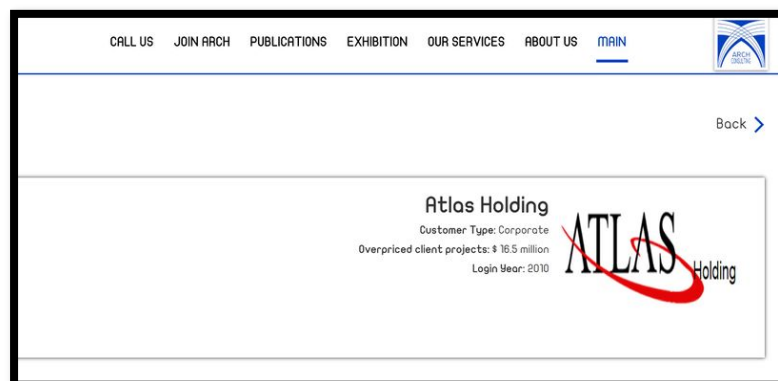 CALL US JOIN ARCH PUBLICATIONS EXHIBITION OUR SERVICES ABOUT US MAIN
ARCH
CONSULTING
Back
Atlas Holding
Customer Type: Corporate
Overpriced client projects: $ 16.5 million
Login Year: 2010
ATLAS
Holding